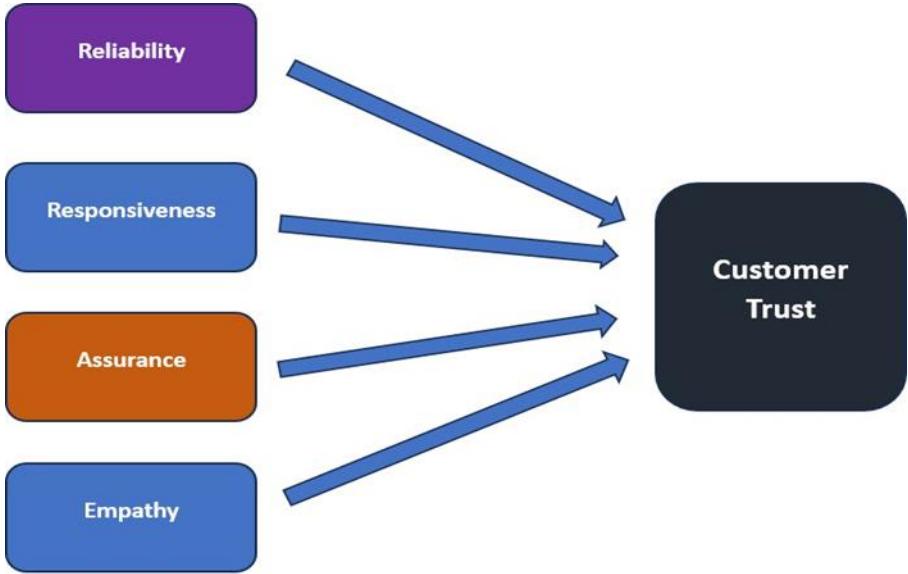 Reliability
Responsiveness
Assurance
Empathy
Customer
Trust